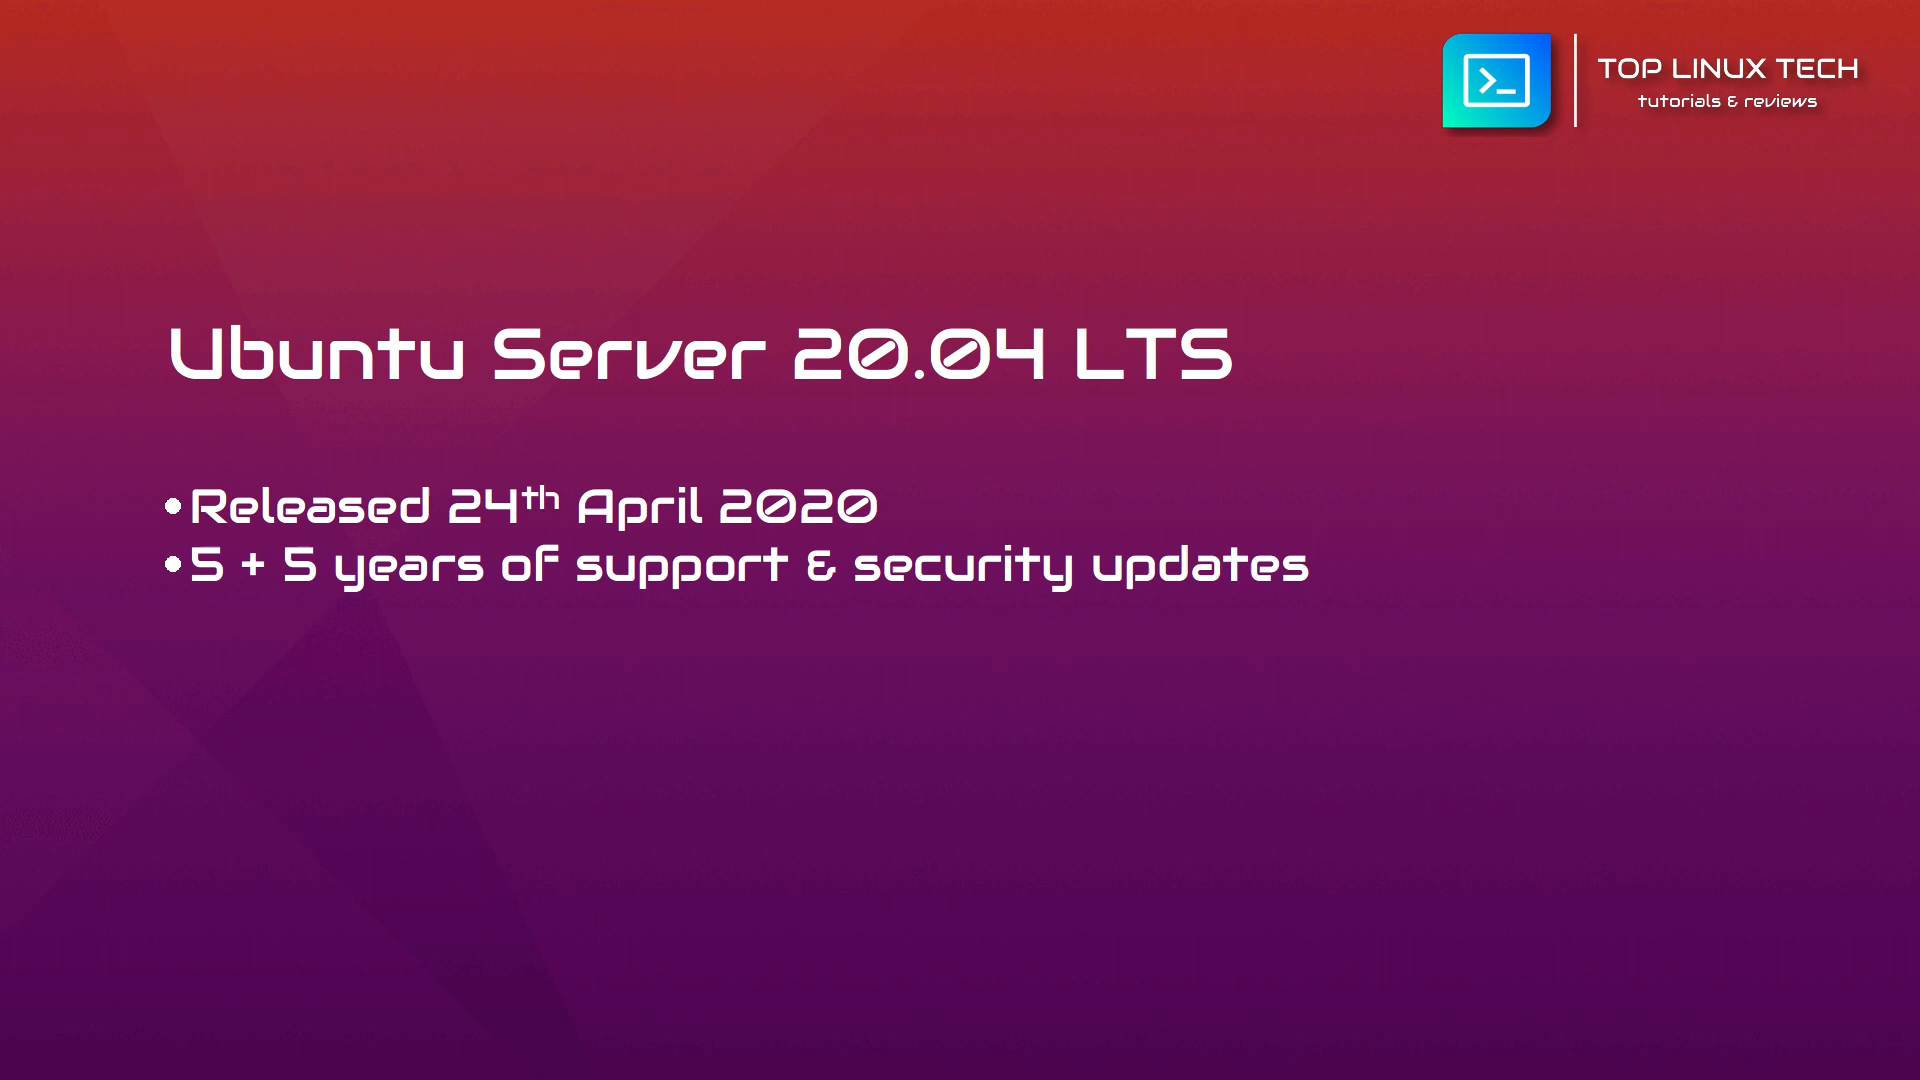 TOP LINUX TECH
tutorials & reviews
Ubuntu Server 20.04 LTS
•Released 24th April 2020
•5 + 5 years of support & security updates